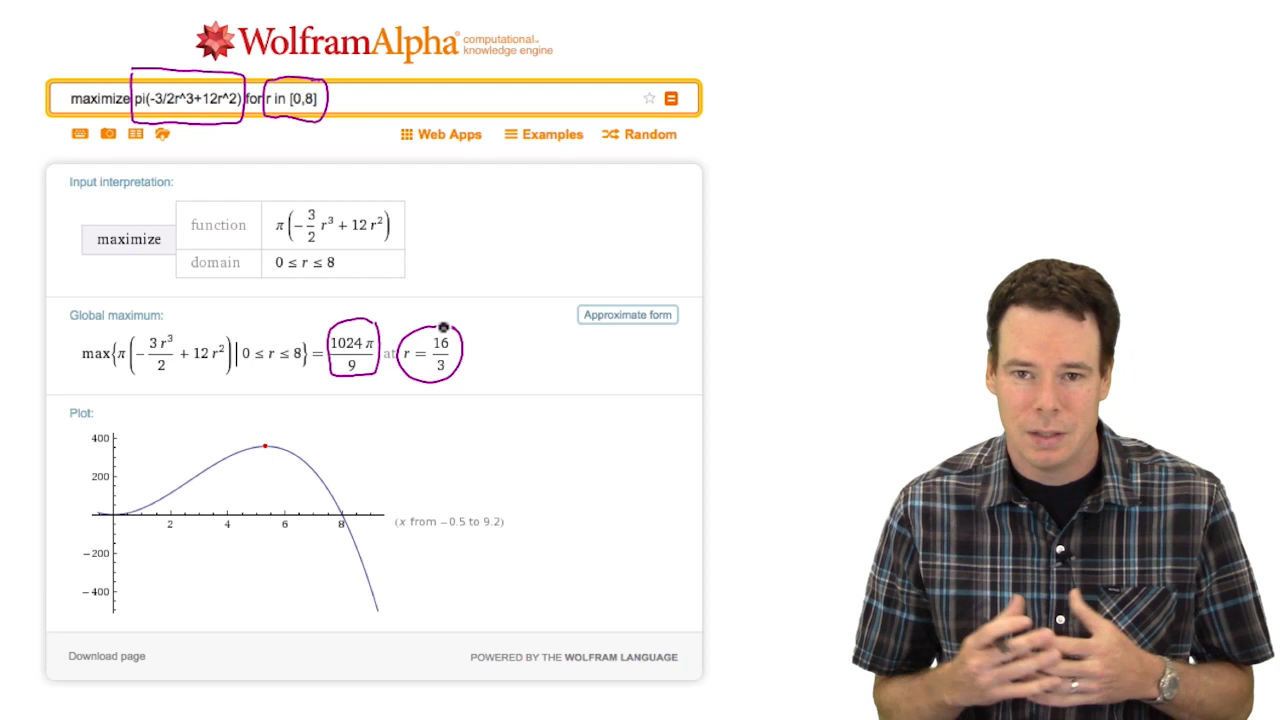 WolframAlpha computational knowledge engine
maximize pi(-3/2r^3+12r^2) for r in [0,8]
Web Apps Examples Random
Input interpretation:
maximize
function π(-3/2 r³ + 12 r²)
domain 0 ≤ r ≤ 8
Global maximum:
Approximate form
max{π(-3 r³/2 + 12 r²) | 0 ≤ r ≤ 8} = 1024 π/9 at r = 16/3
Plot:
400
200
2 4 6 8
(x from −0.5 to 9.2)
−200
−400
Download page
POWERED BY THE WOLFRAM LANGUAGE